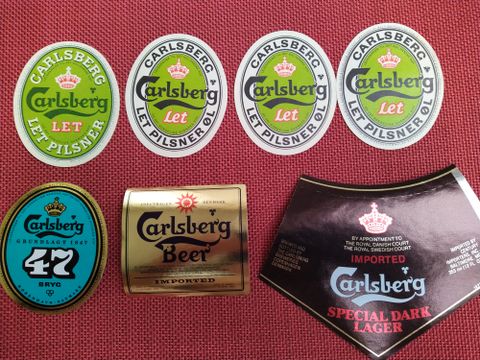 CARLSBERG
Carlsberg
LET
LET PILSNER
CARLSBERG
Carlsberg
Let
LET PILSNER ØL
CARLSBERG
Carlsberg
Let
LET PILSNER ØL
CARLSBERG
Carlsberg
Let
LET PILSNER ØL
Carlsberg
GRUNDLAGT 1847
47
BRYG
Carlsberg
Beer
IMPORTED
BY APPOINTMENT TO
THE ROYAL DANISH COURT
THE ROYAL SWEDISH COURT
IMPORTED
Carlsberg
SPECIAL DARK
LAGER
IMPORTED BY